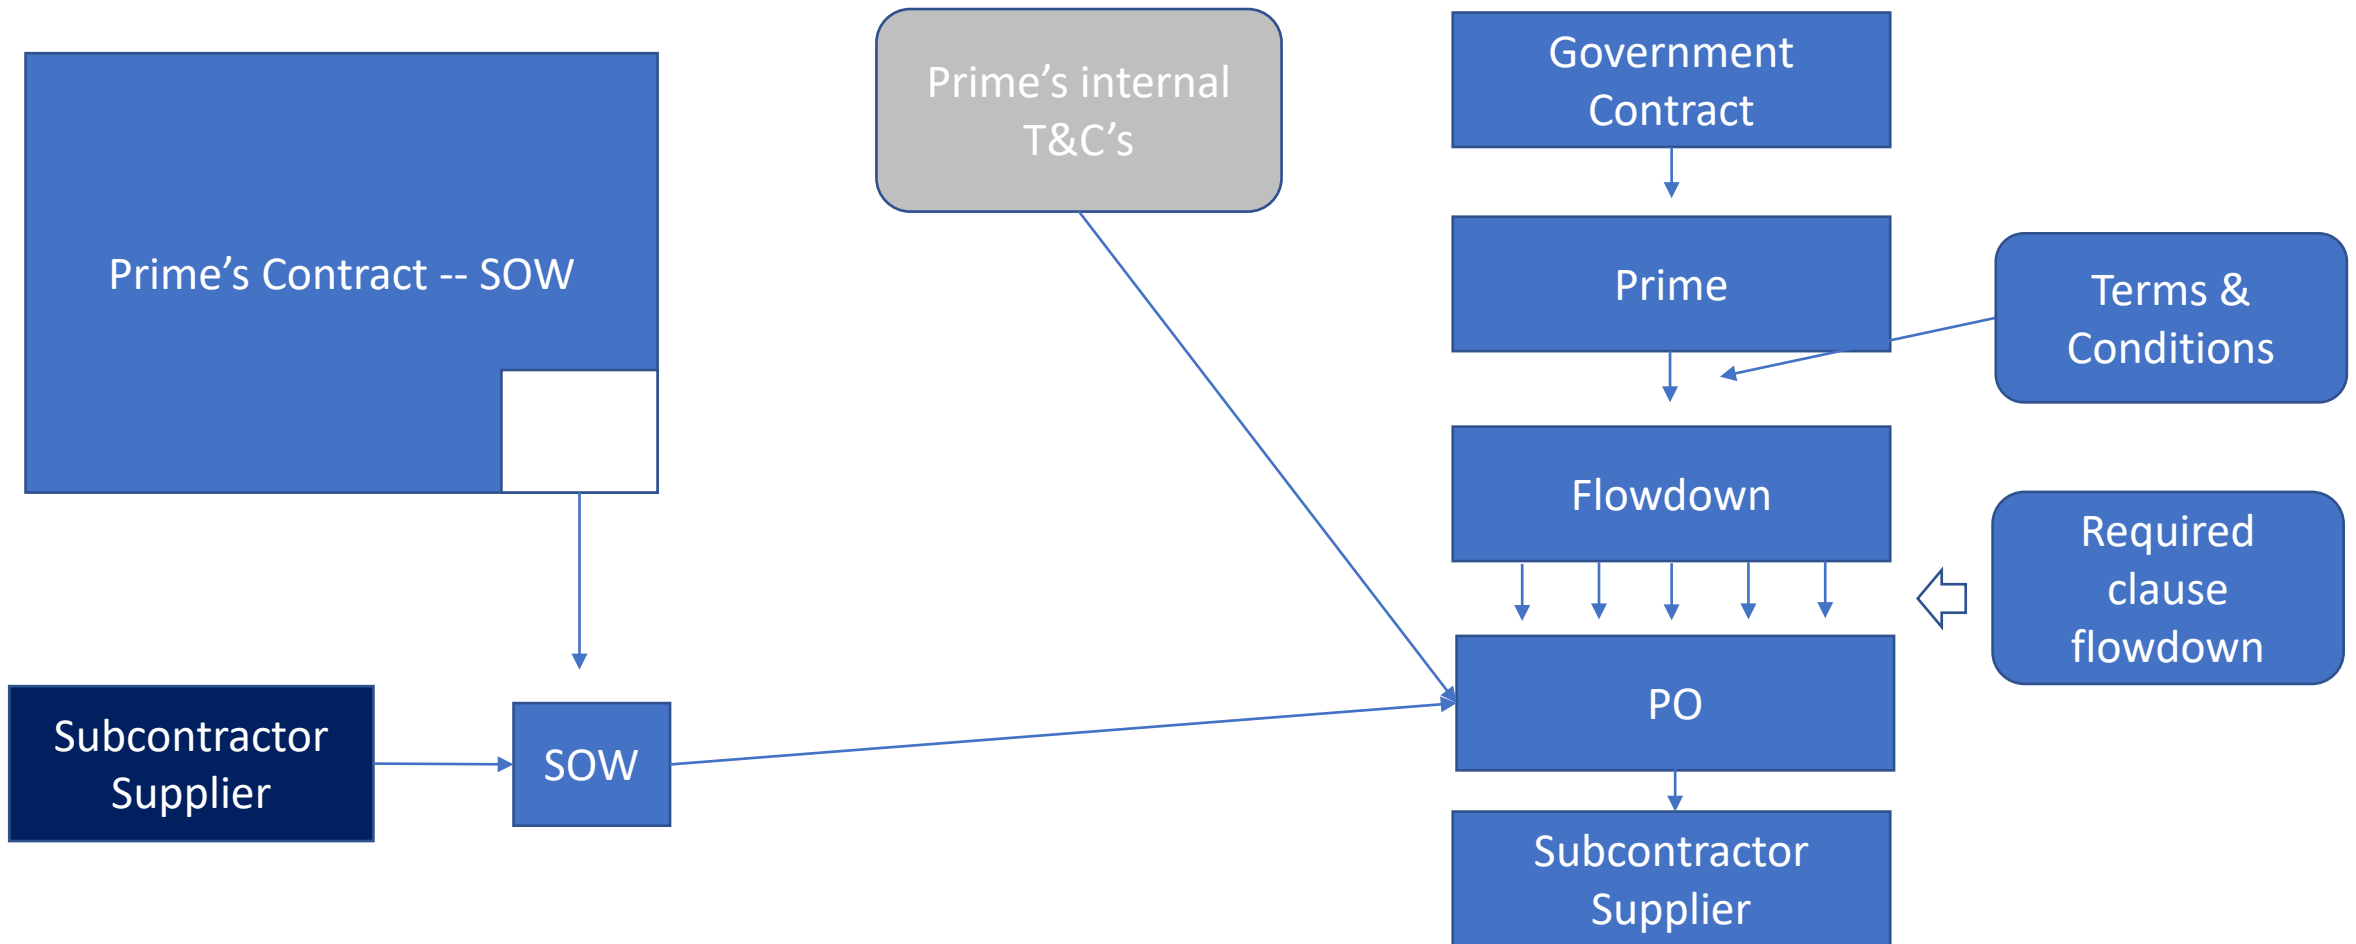 Prime’s Contract -- SOW
Subcontractor
Supplier
SOW
Prime’s internal
T&C’s
Government
Contract
Prime
Terms &
Conditions
Flowdown
Required
clause
flowdown
PO
Subcontractor
Supplier